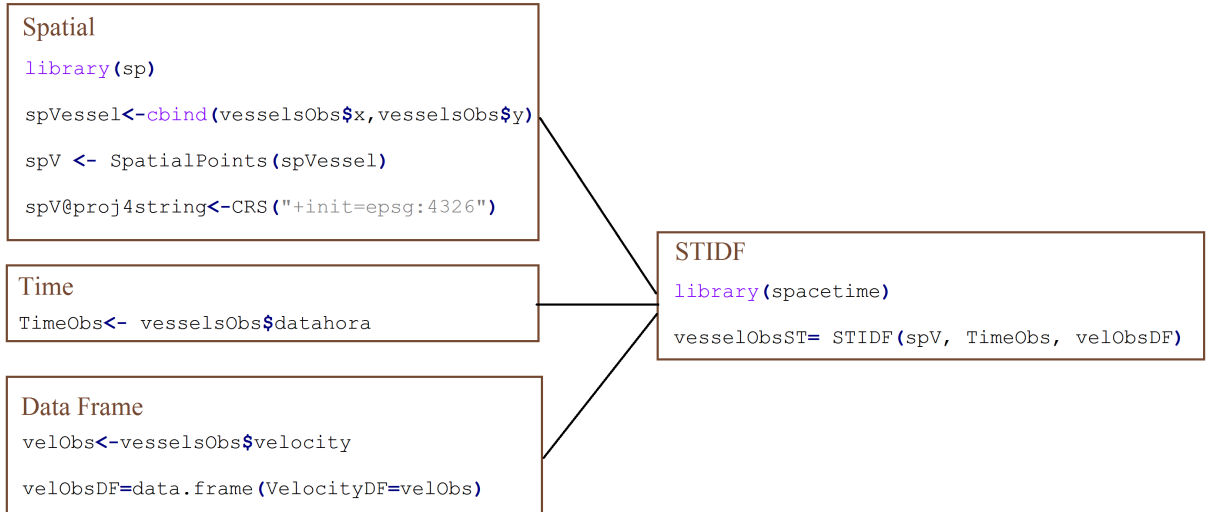 Spatial
library(sp)
spVessel<-cbind(vesselsObs$x,vesselsObs$y)
spV <- SpatialPoints(spVessel)
spV@proj4string<-CRS("+init=epsg:4326")
Time
TimeObs<- vesselsObs$datahora
Data Frame
velObs<-vesselsObs$velocity
velObsDF=data.frame(VelocityDF=velObs)
STIDF
library(spacetime)
vesselObsST= STIDF(spV, TimeObs, velObsDF)